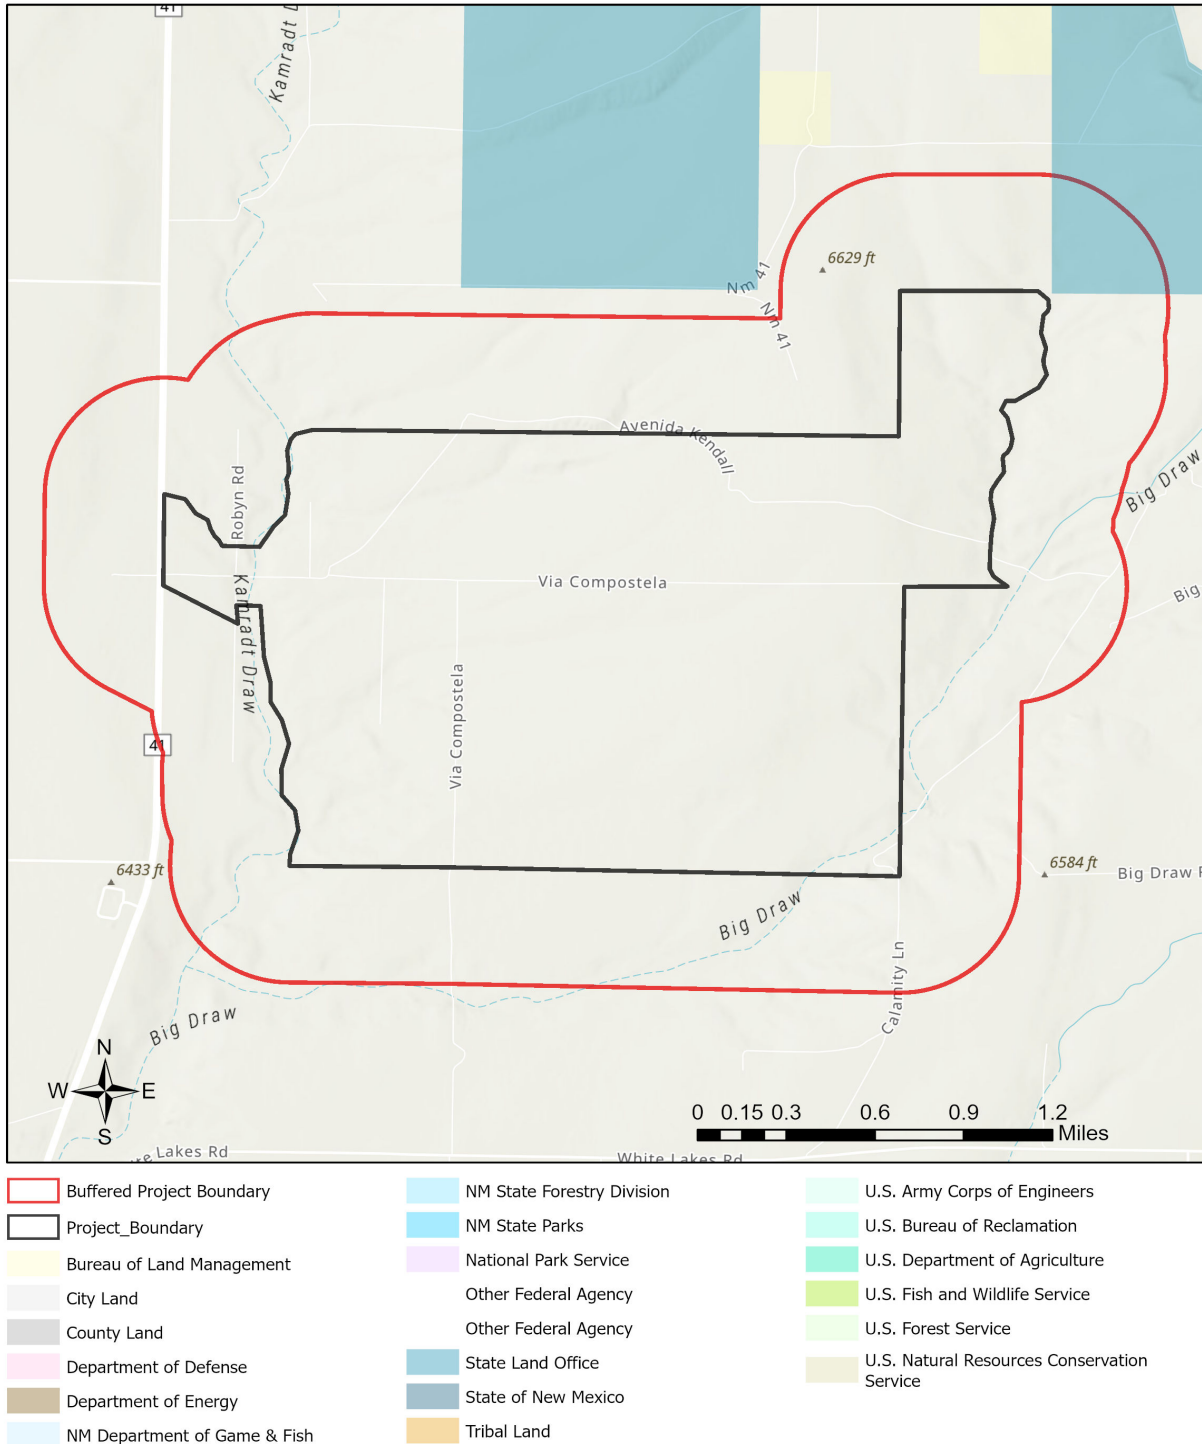 41
Kamradt D
6629 ft
Nm 41
Nm 41
Avenida Kendall
Robyn Rd
Big Draw
Via Compostela
Kamradt Draw
Big
Via Compostela
41
6433 ft
6584 ft
Big Draw R
Big Draw
Calamity Ln
Big Draw
N
W
E
S
0 0.15 0.3 0.6 0.9 1.2
Miles
re Lakes Rd
White Lakes Rd
Buffered Project Boundary
Project_Boundary
Bureau of Land Management
City Land
County Land
Department of Defense
Department of Energy
NM Department of Game & Fish
NM State Forestry Division
NM State Parks
National Park Service
Other Federal Agency
Other Federal Agency
State Land Office
State of New Mexico
Tribal Land
U.S. Army Corps of Engineers
U.S. Bureau of Reclamation
U.S. Department of Agriculture
U.S. Fish and Wildlife Service
U.S. Forest Service
U.S. Natural Resources Conservation
Service